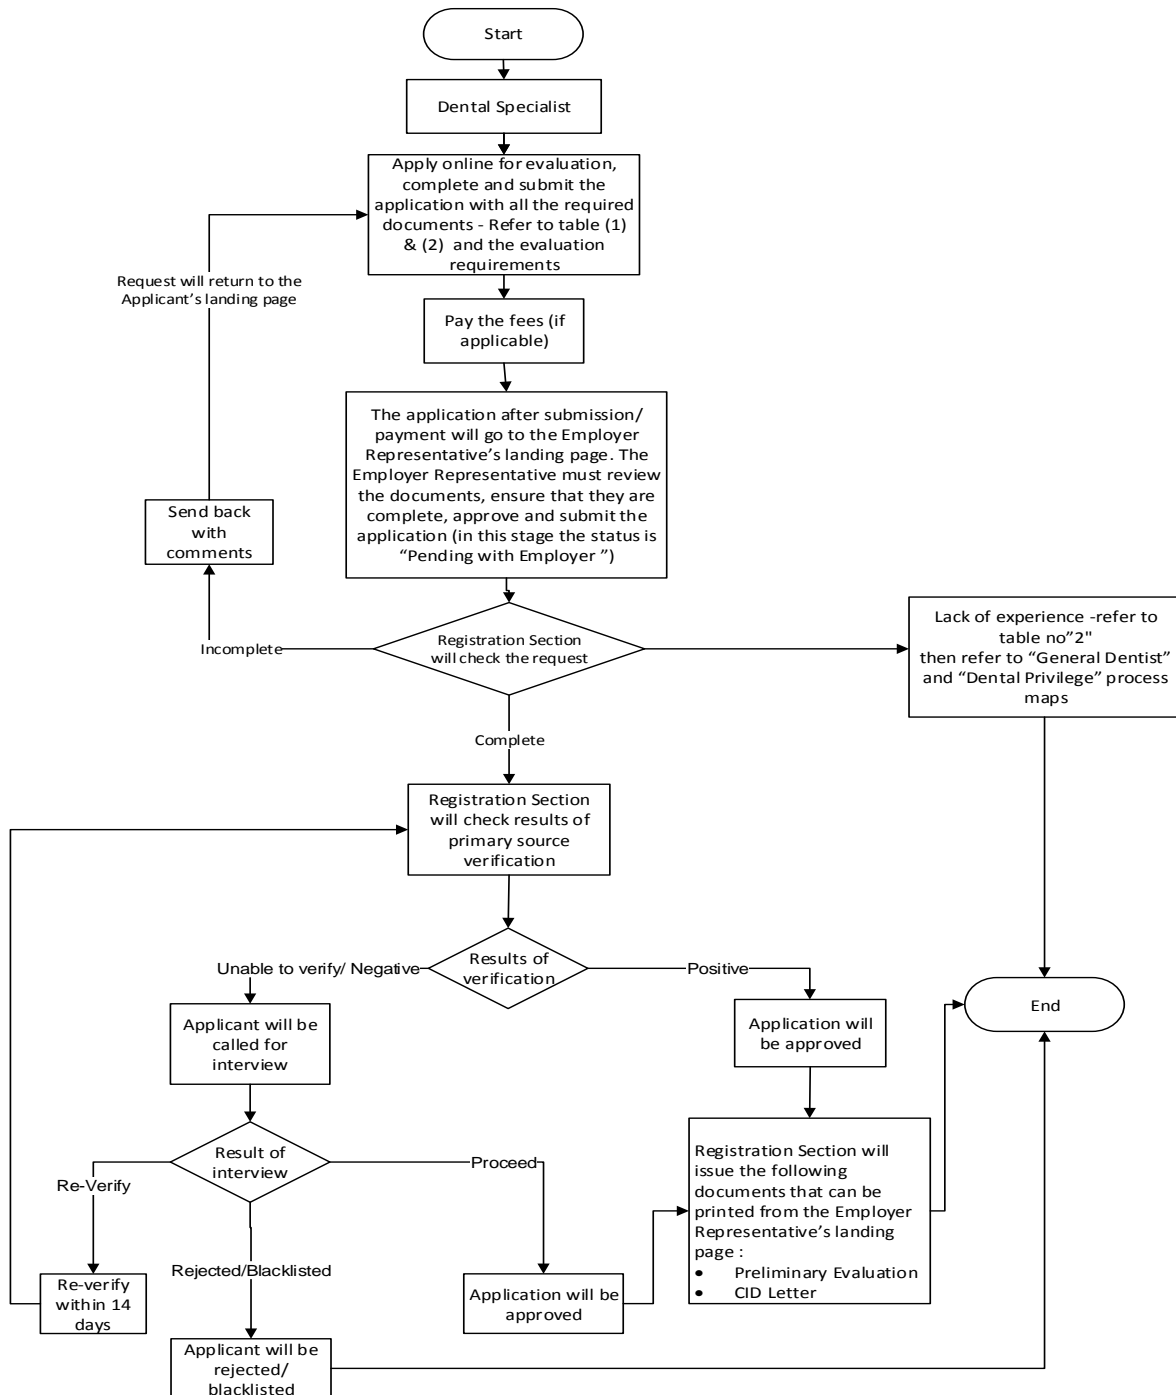 Start
Dental Specialist
Apply online for evaluation,
complete and submit the
application with all the required
documents - Refer to table (1)
& (2)  and the evaluation
requirements
Request will return to the
Applicant’s landing page
Pay the fees (if
applicable)
The application after submission/
payment will go to the Employer
Representative’s landing page. The
Employer Representative must review
the documents, ensure that they are
complete, approve and submit the
application (in this stage the status is
“Pending with Employer ”)
Send back
with
comments
Registration Section
will check the request
Incomplete
Lack of experience -refer to
table no”2"
then refer to “General Dentist”
and “Dental Privilege” process
maps
Complete
Registration Section
will check results of
primary source
verification
Results of
verification
Unable to verify/ Negative
Positive
End
Applicant will be
called for
interview
Application will
be approved
Result of
interview
Re-Verify
Proceed
Rejected/Blacklisted
Registration Section will
issue the following
documents that can be
printed from the Employer
Representative’s landing
page :
• Preliminary Evaluation
• CID Letter
Re-verify
within 14
days
Application will be
approved
Applicant will be
rejected/
blacklisted